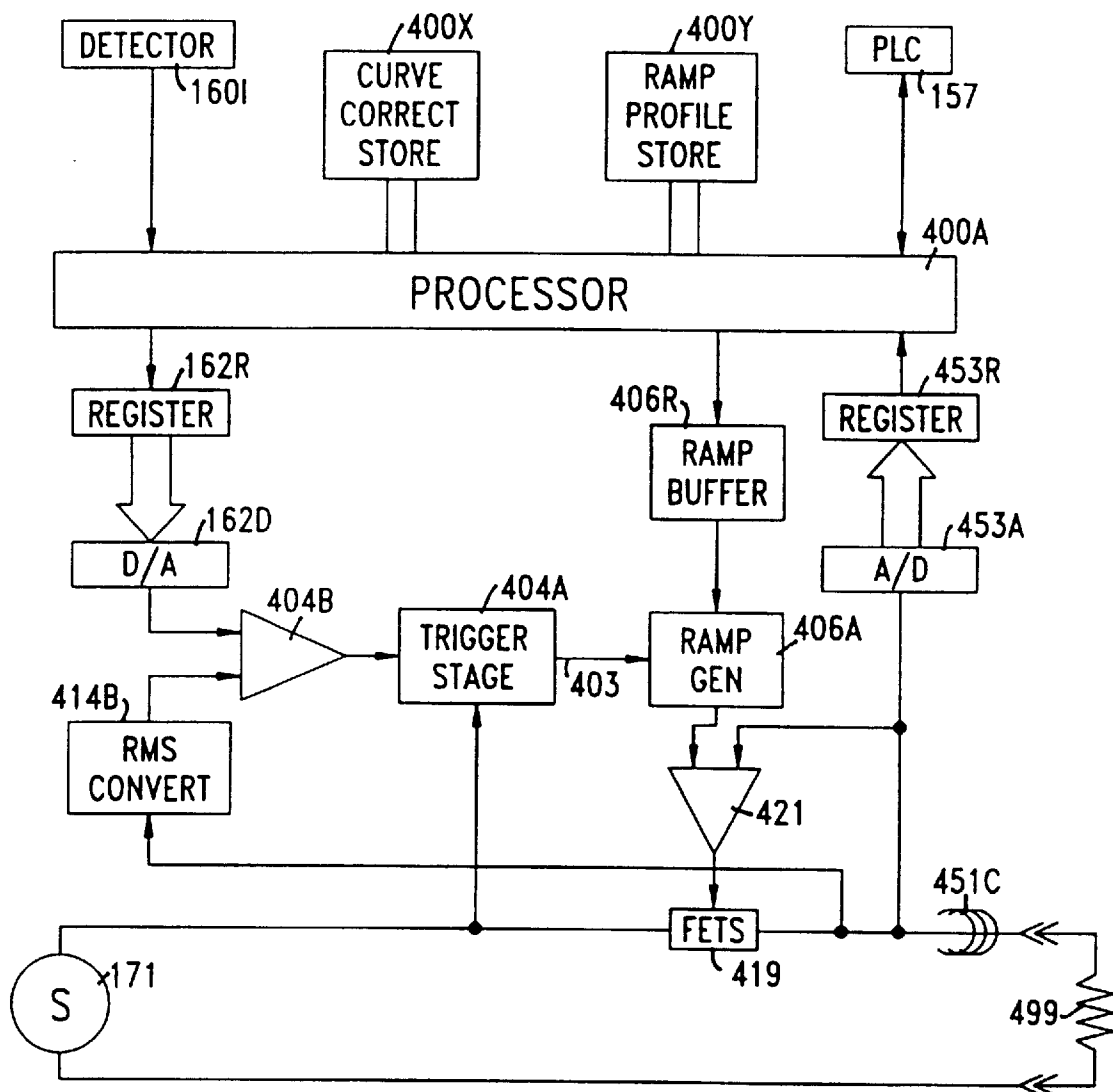 400X
400Y
DETECTOR
160I
CURVE
CORRECT
STORE
RAMP
PROFILE
STORE
PLC
157
400A
PROCESSOR
162R
REGISTER
453R
REGISTER
406R
RAMP
BUFFER
162D
D/A
453A
A/D
404B
404A
TRIGGER
STAGE
403
RAMP
GEN
406A
414B
RMS
CONVERT
421
451C
FETS
419
171
S
499